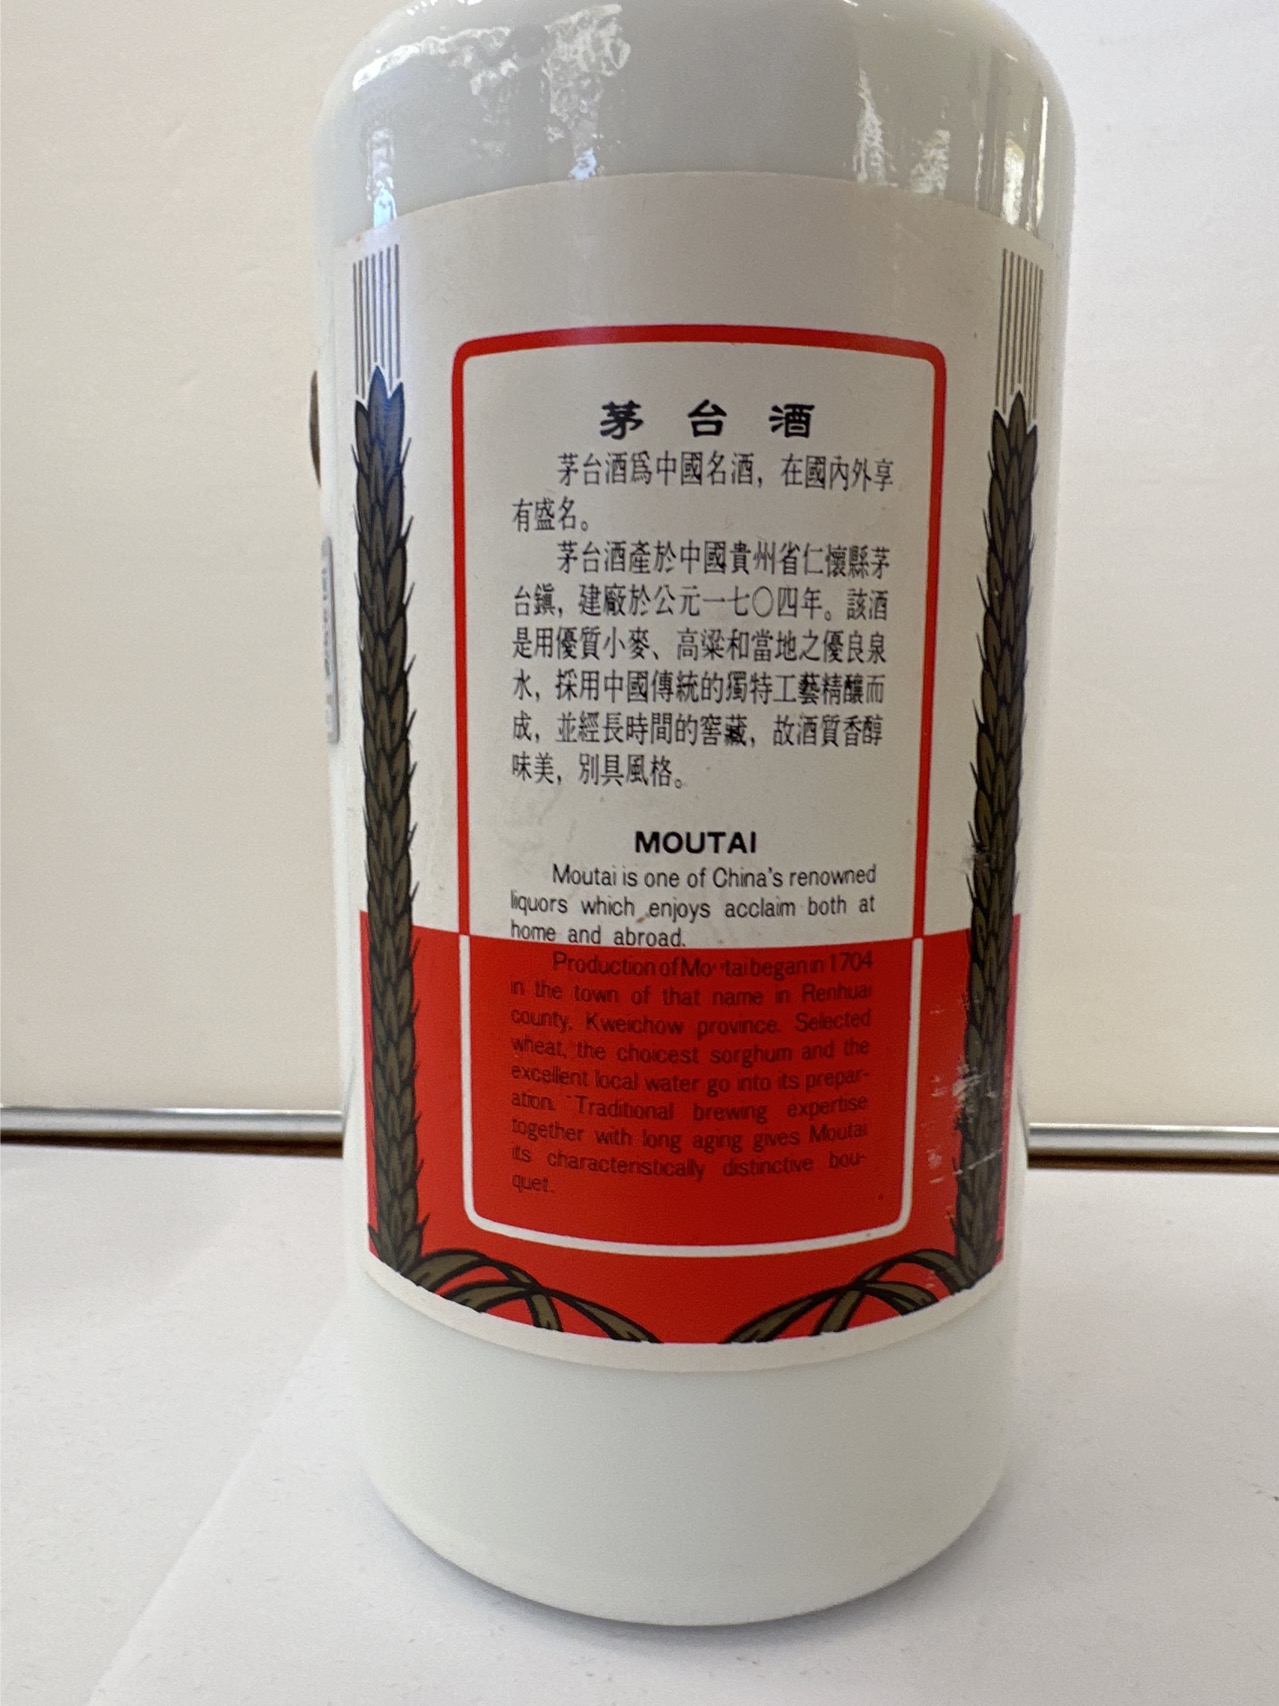 茅台酒
茅台酒爲中國名酒，在國內外享
有盛名。
茅台酒產於中國貴州省仁懷縣茅
台鎭，建廠於公元一七〇四年。該酒
是用優質小麥、高粱和當地之優良泉
水，採用中國傳統的獨特工藝精釀而
成，並經長時間的窖藏，故酒質香醇
味美，別具風格。
MOUTAI
Moutai is one of China's renowned
liquors which enjoys acclaim both at
home and abroad.
Production of Moutai began in 1704
in the town of that name in Renhuai
county, Kweichow province. Selected
wheat, the choicest sorghum and the
excellent local water go into its prepar-
ation. Traditional brewing expertise
together with long aging gives Moutai
its characteristically distinctive bou-
quet.